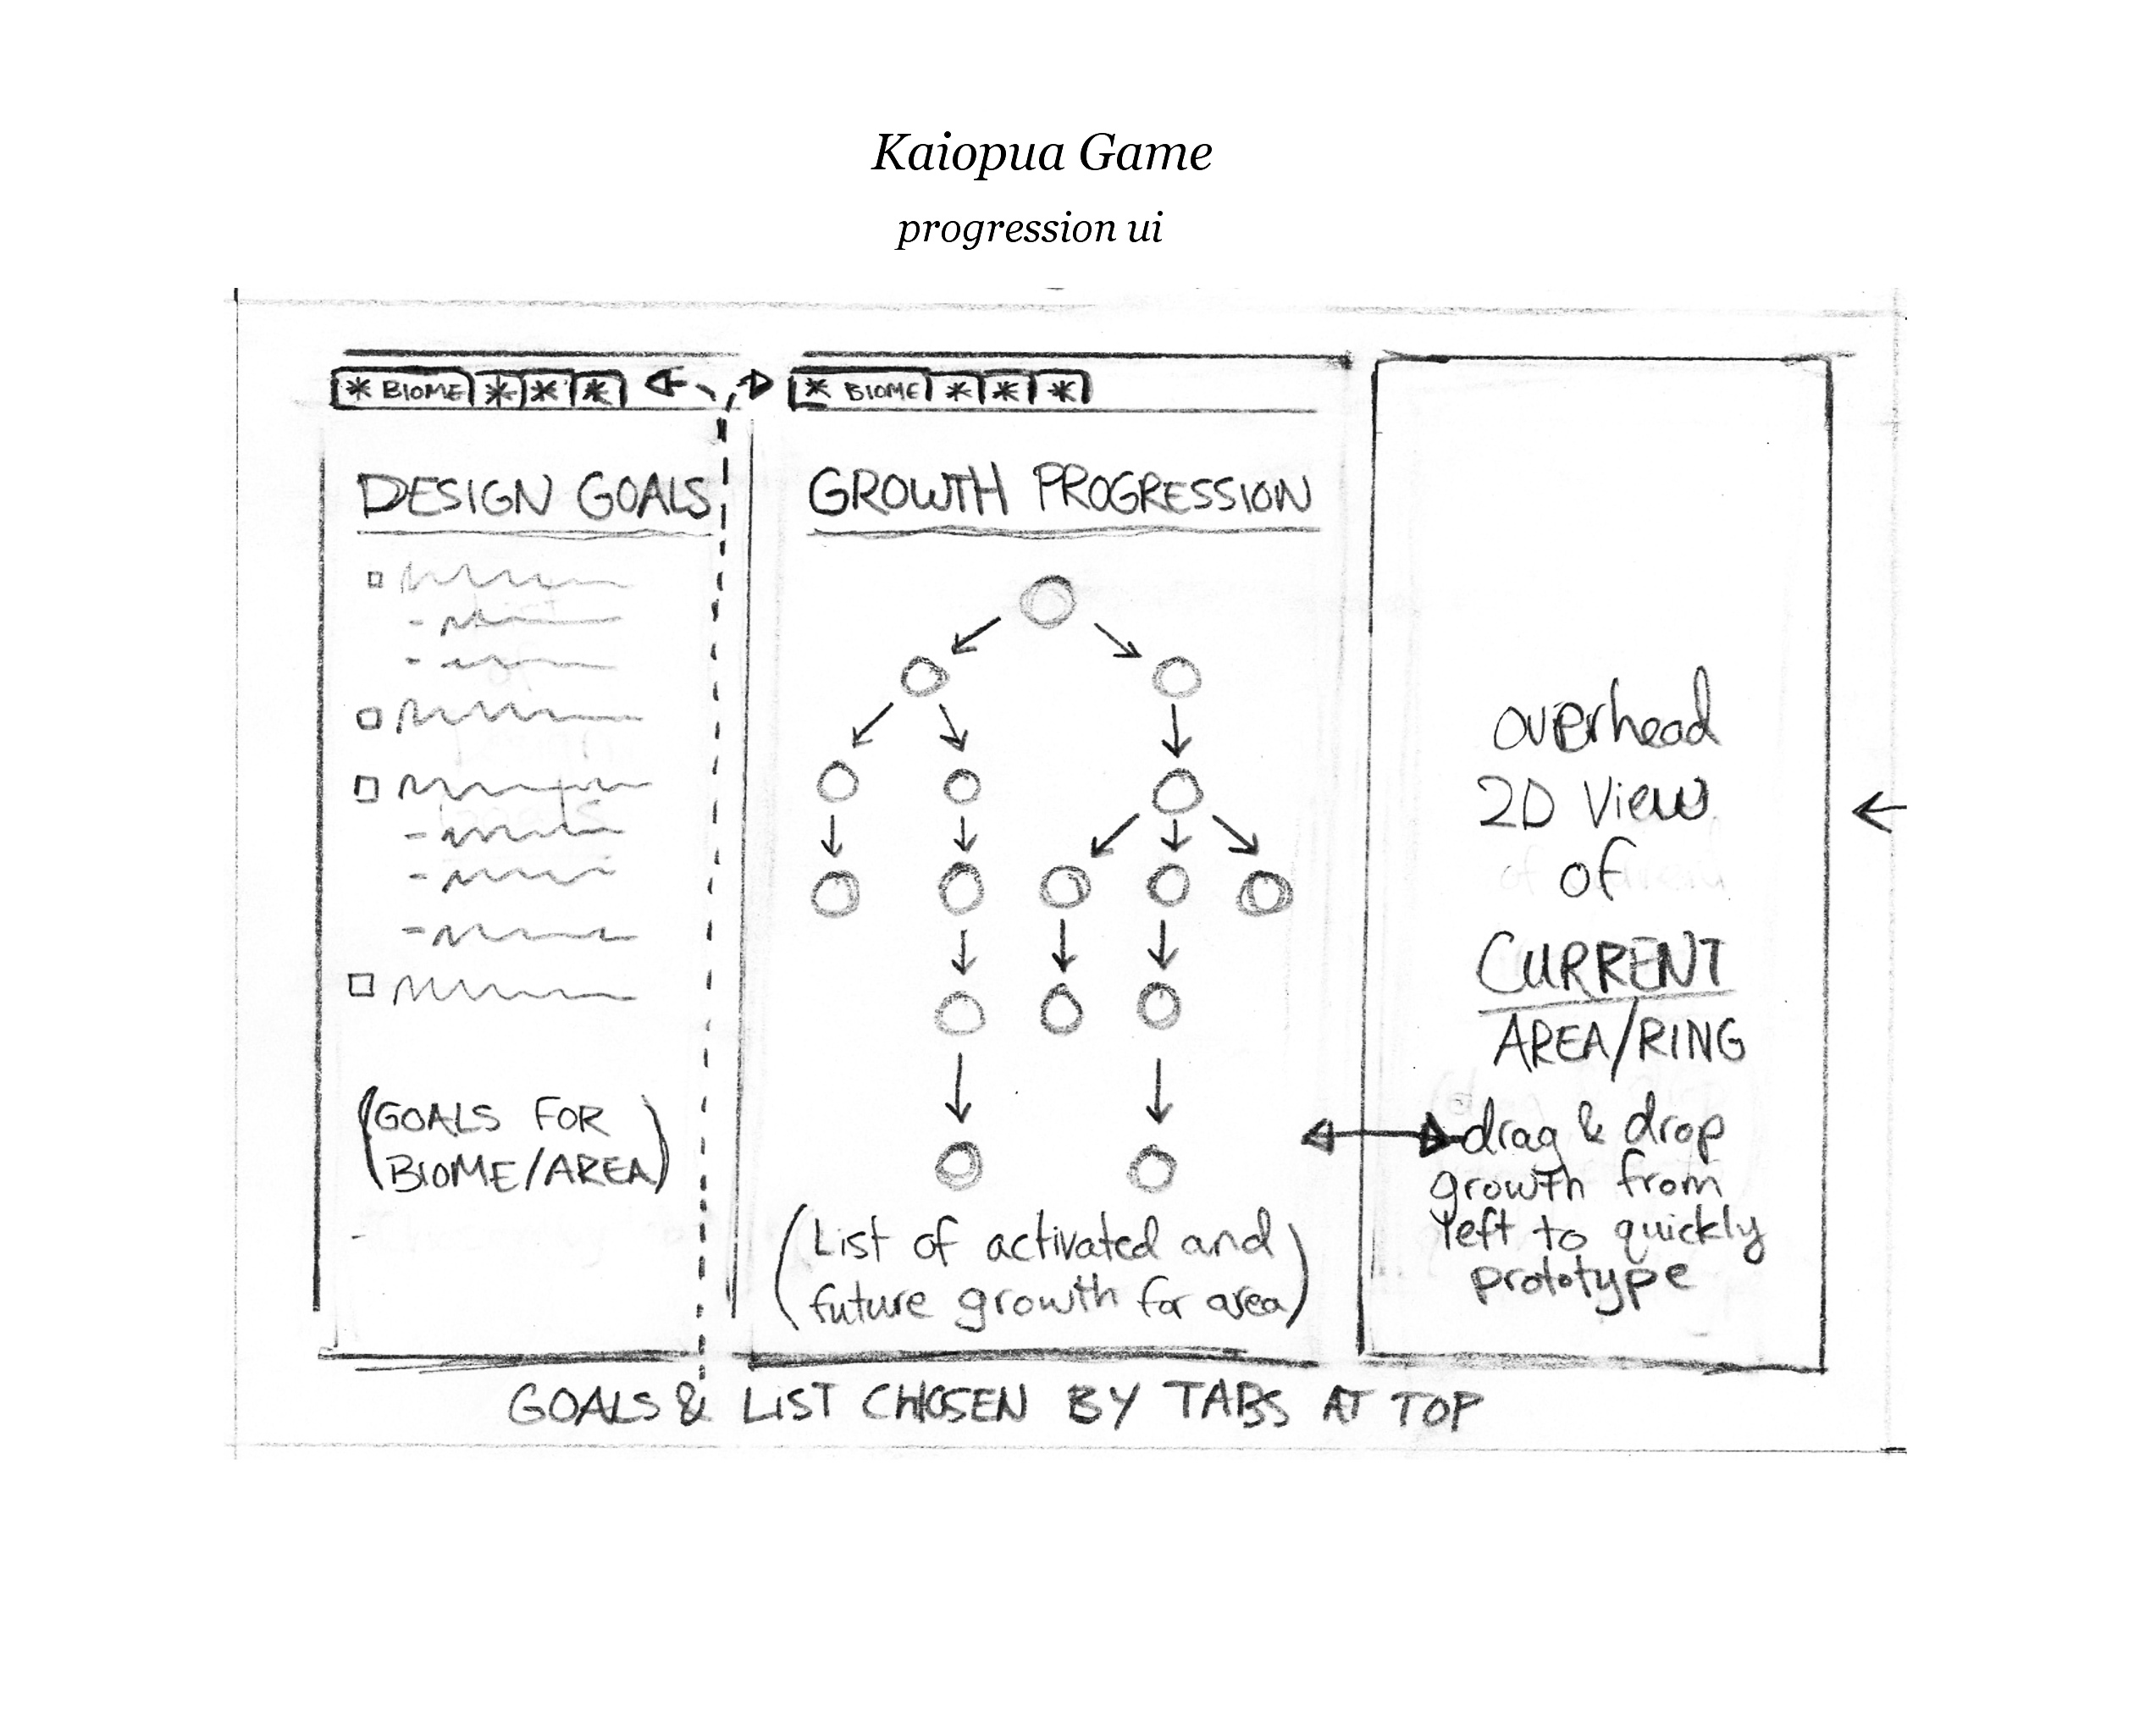 Kaiopua Game
progression ui
* BIOME * * *
* BIOME * * *
DESIGN GOALS
(GOALS FOR
BIOME/AREA)
GROWTH PROGRESSION
(List of activated and
future growth for area)
overhead
2D View
of
CURRENT
AREA/RING
drag & drop
growth from
left to quickly
prototype
GOALS & LIST CHOSEN BY TABS AT TOP